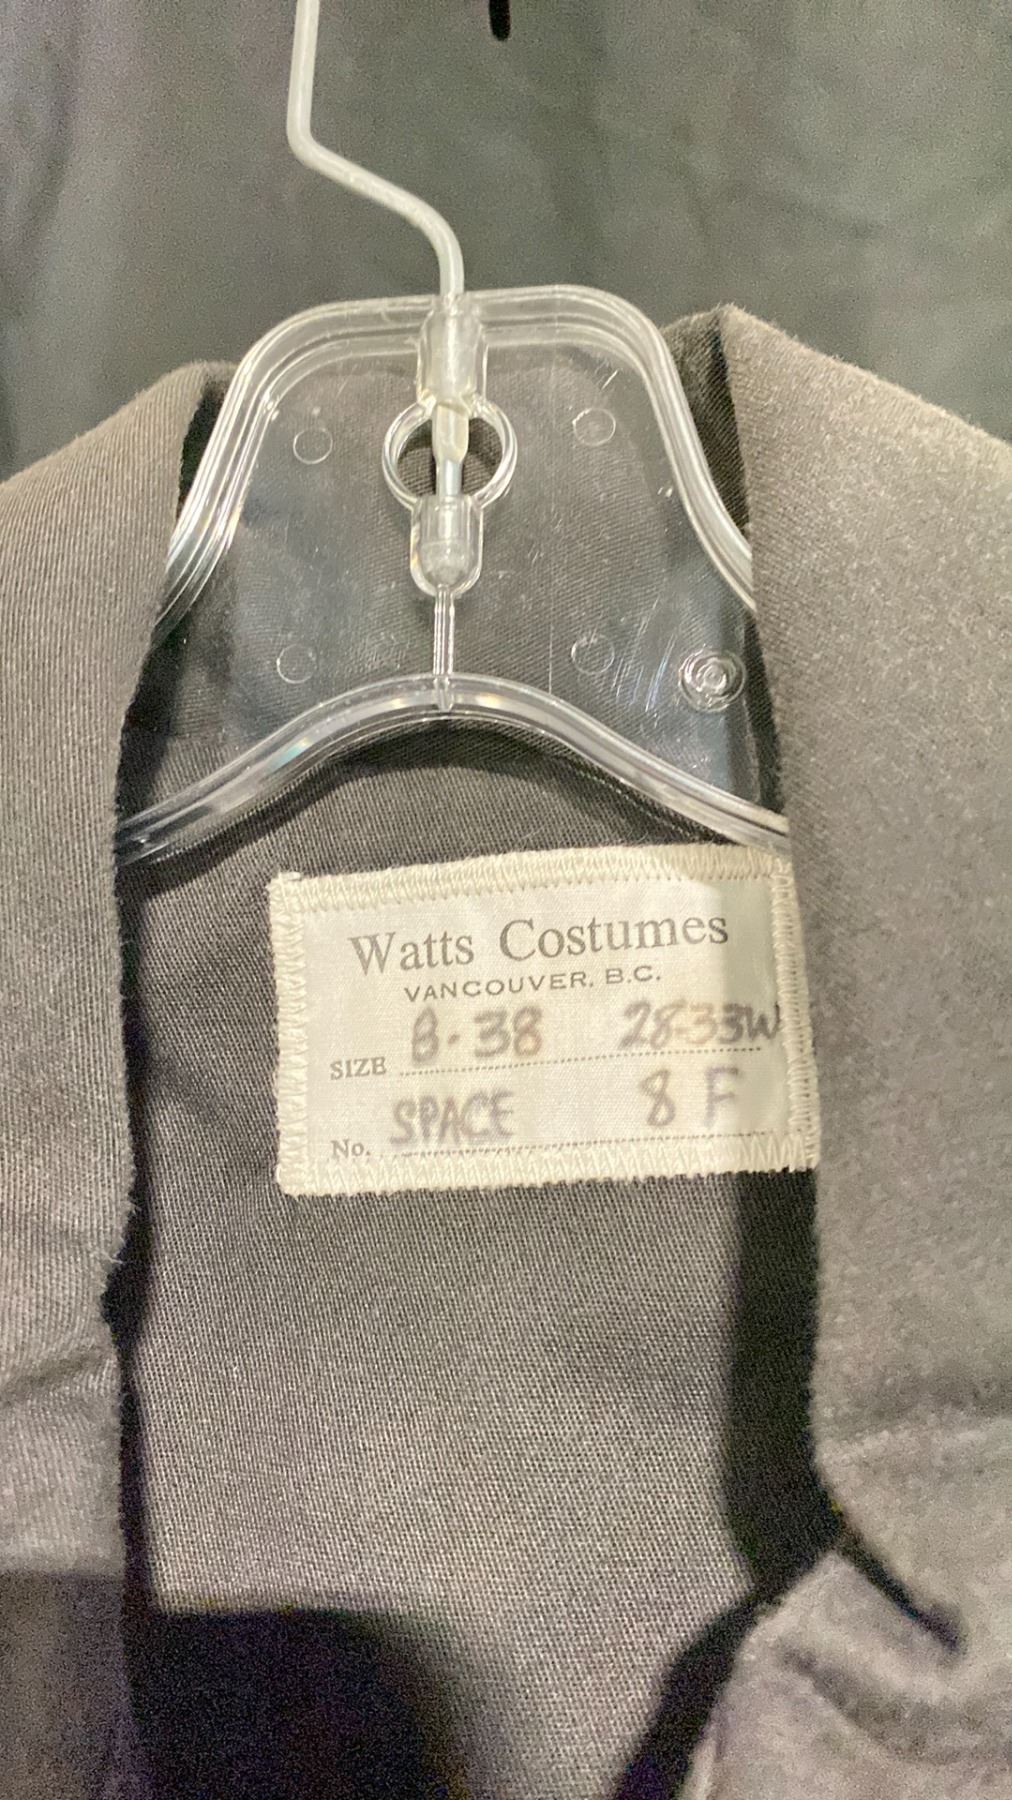 Watts Costumes
VANCOUVER. B.C.
SIZE B-38 28-33W
No. SPACE 8 F